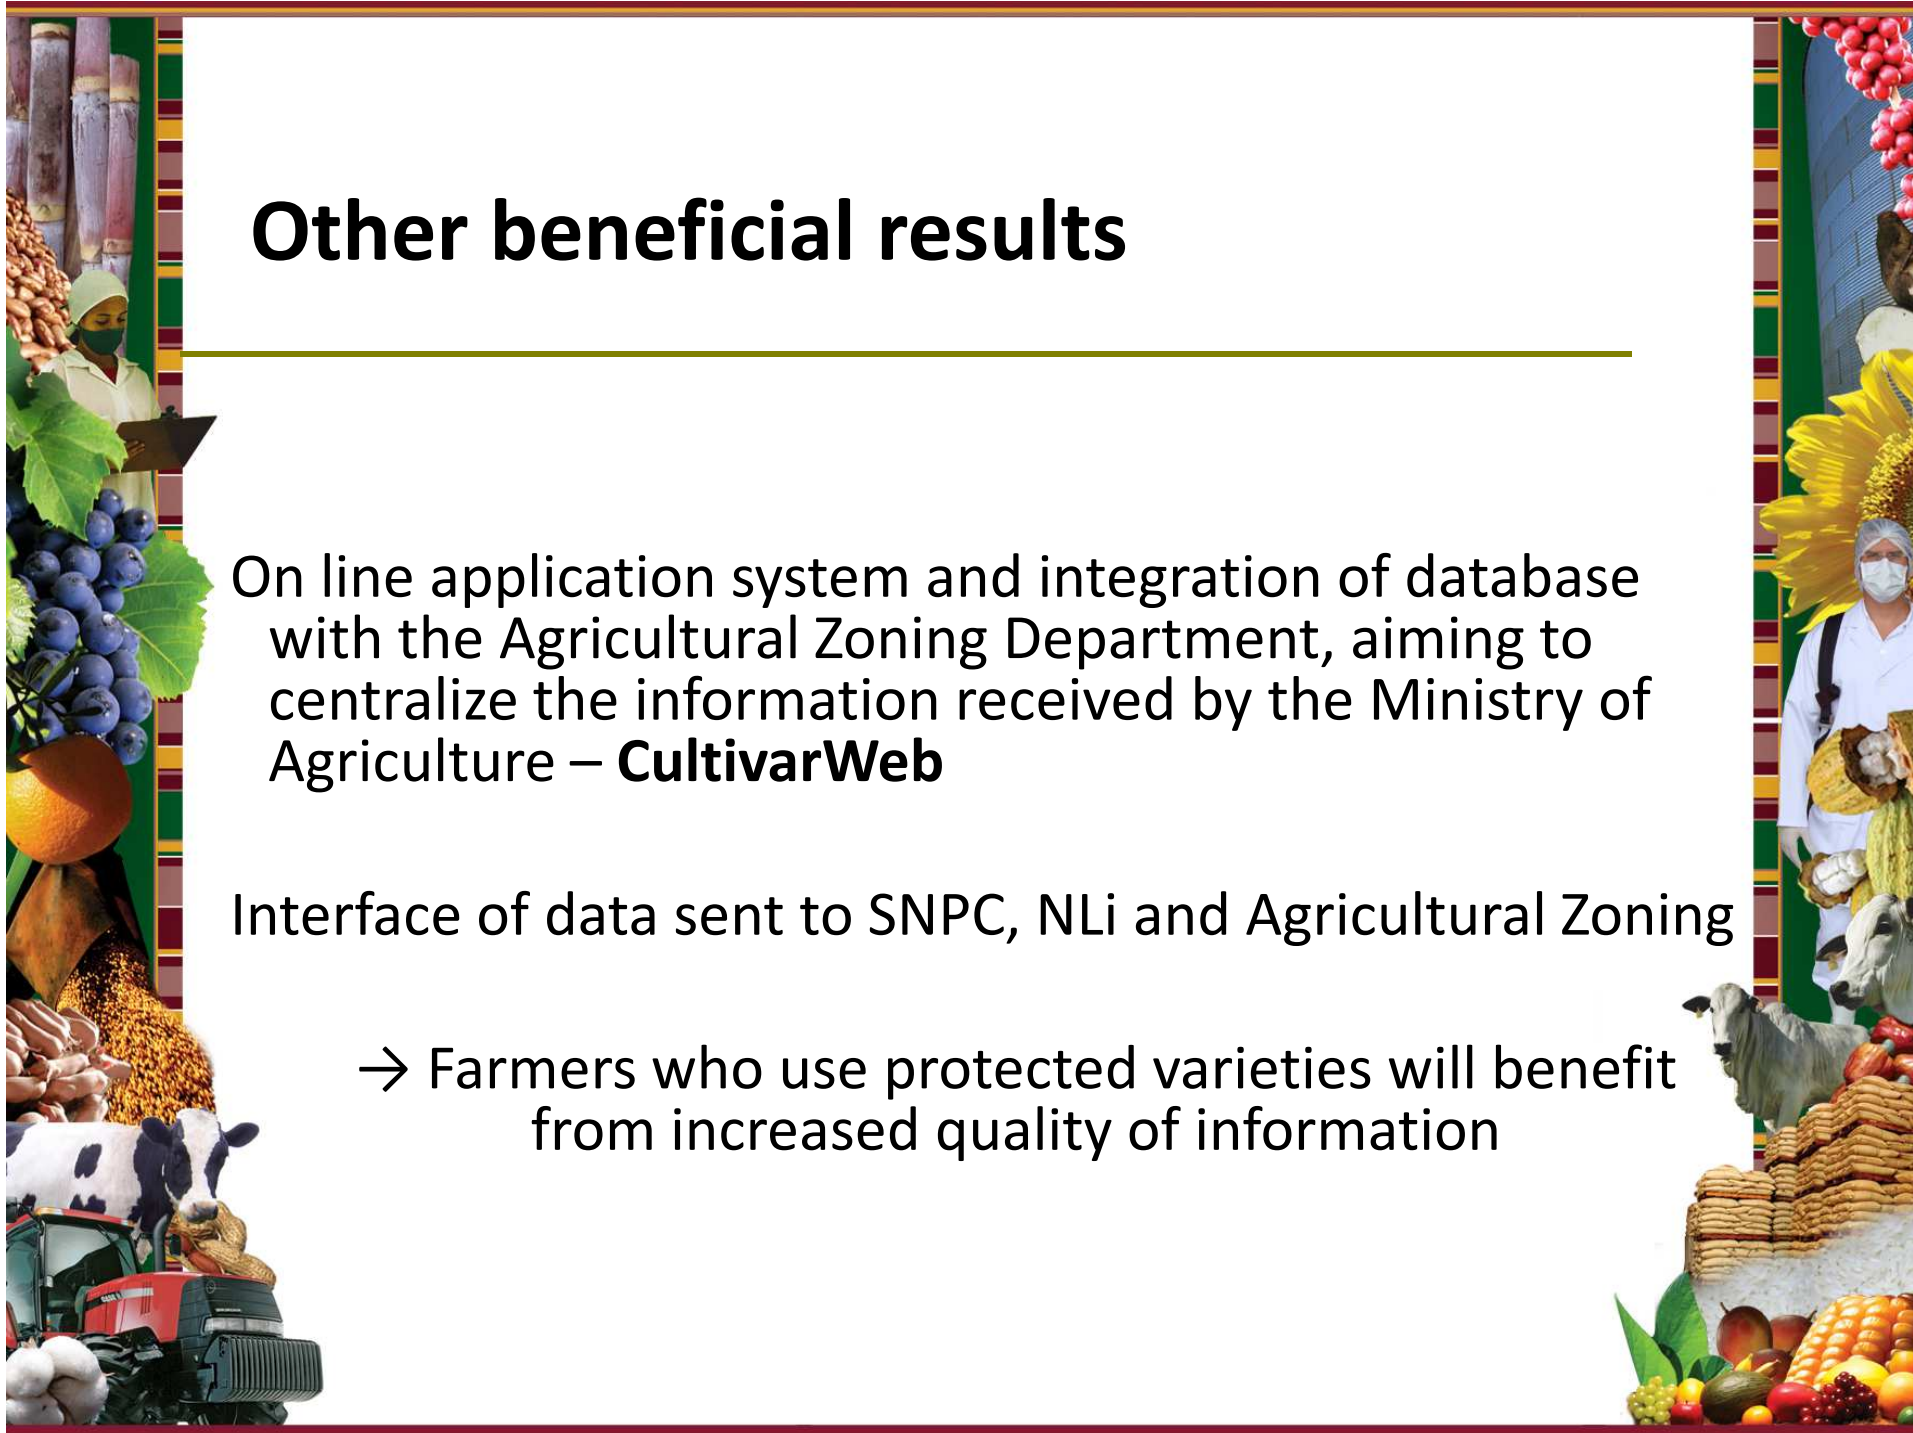 Other beneficial results
On line application system and integration of database
with the Agricultural Zoning Department, aiming to
centralize the information received by the Ministry of
Agriculture – CultivarWeb
Interface of data sent to SNPC, NLi and Agricultural Zoning
→ Farmers who use protected varieties will benefit
from increased quality of information